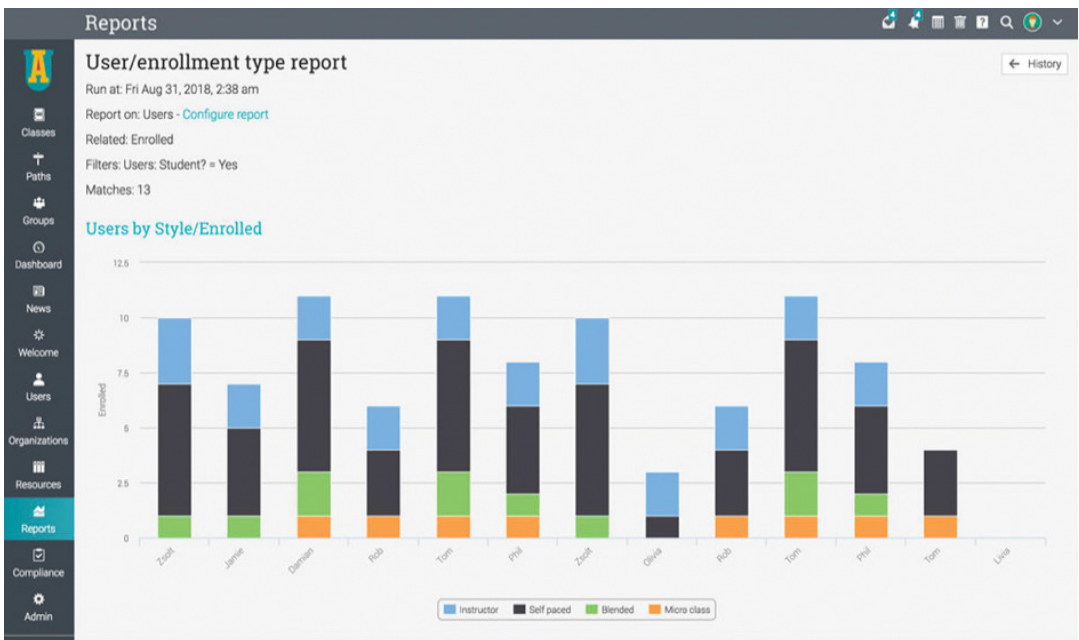 Reports
4
4
A
User/enrollment type report
← History
Run at: Fri Aug 31, 2018, 2:38 am
Report on: Users - Configure report
Related: Enrolled
Filters: Users: Student? = Yes
Matches: 13
Classes
Paths
Groups
Dashboard
News
Welcome
Users
Organizations
Resources
Reports
Compliance
Admin
Users by Style/Enrolled
12.5
10
7.5
5
2.5
0
Enrolled
Zsolt
Jamie
Damian
Rob
Tom
Phil
Zsolt
Olivia
Rob
Tom
Phil
Tom
Livia
Instructor Self paced Blended Micro class